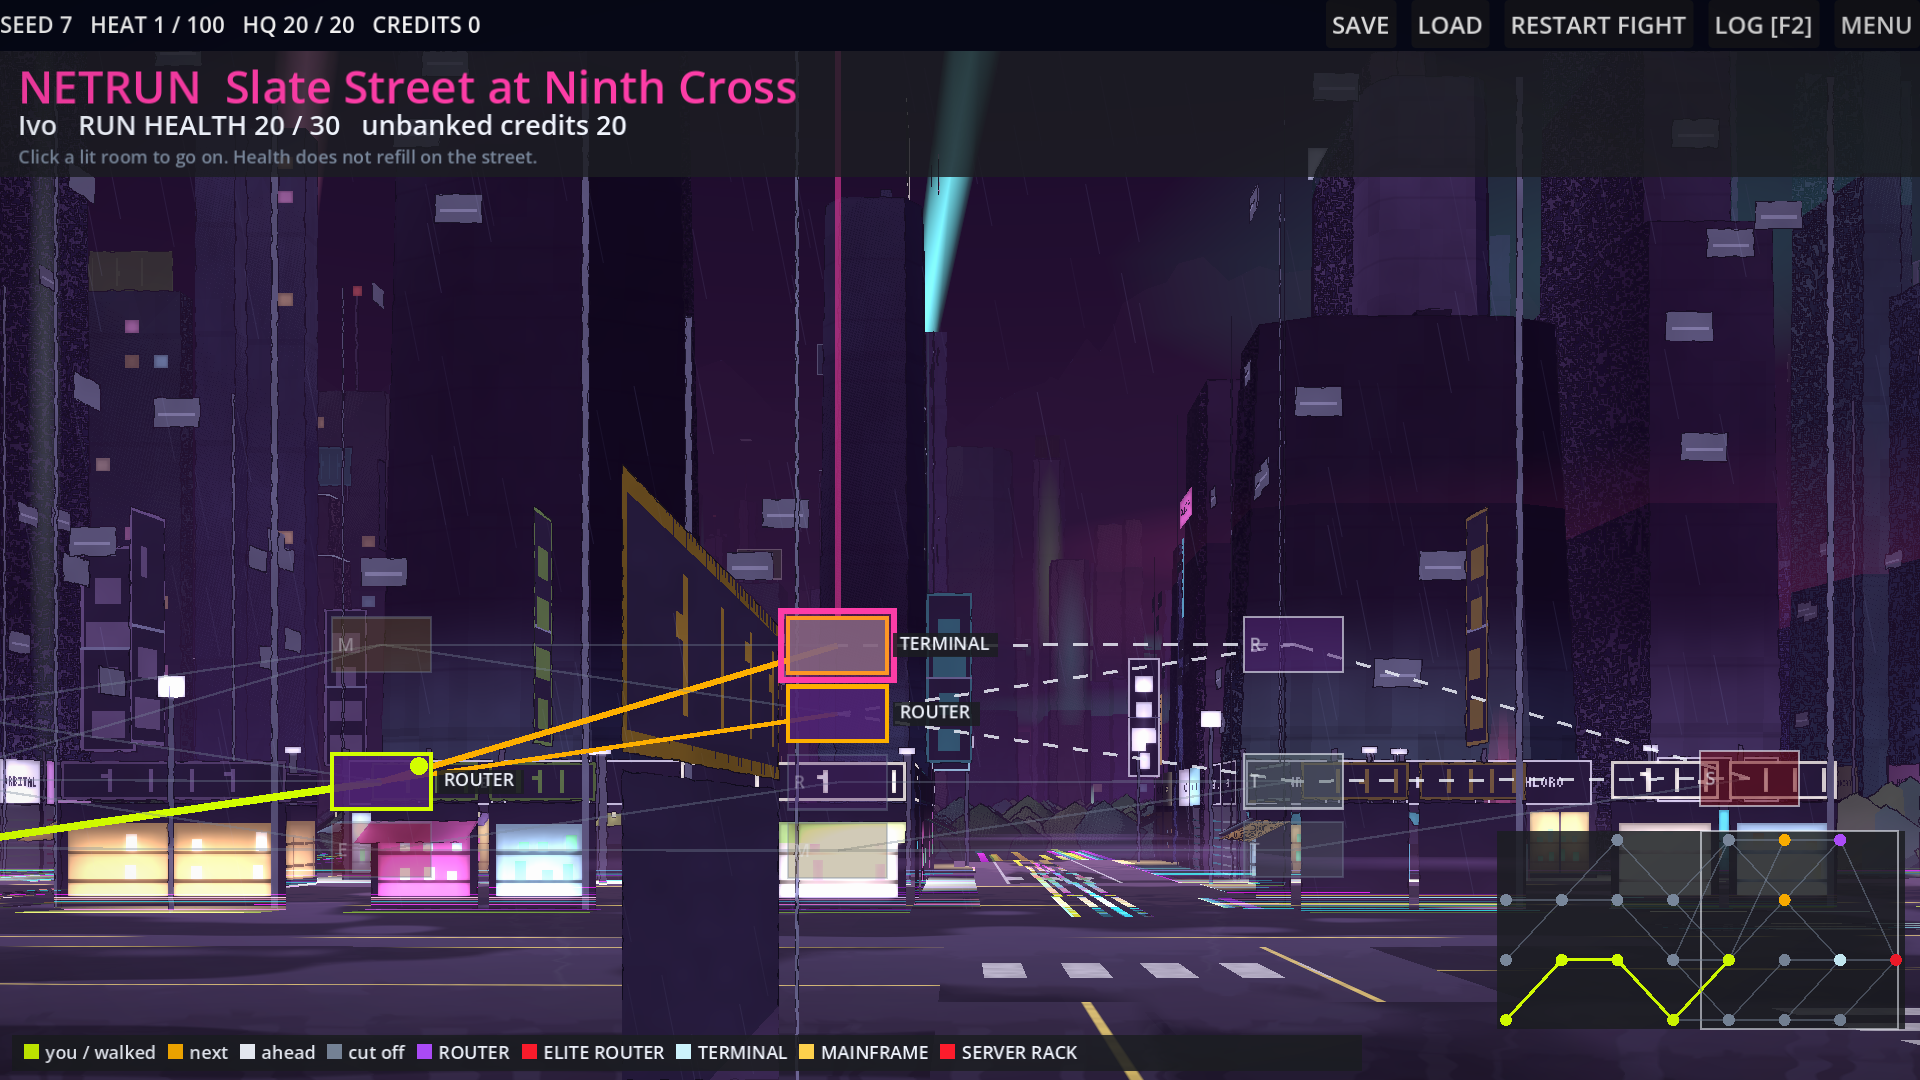 SEED 7 HEAT 1 / 100 HQ 20 / 20 CREDITS 0
SAVE LOAD RESTART FIGHT LOG [F2] MENU
NETRUN Slate Street at Ninth Cross
Ivo RUN HEALTH 20 / 30 unbanked credits 20
Click a lit room to go on. Health does not refill on the street.
M
TERMINAL
R
ROUTER
ROUTER
R
T
S
you / walked next ahead cut off ROUTER ELITE ROUTER TERMINAL MAINFRAME SERVER RACK